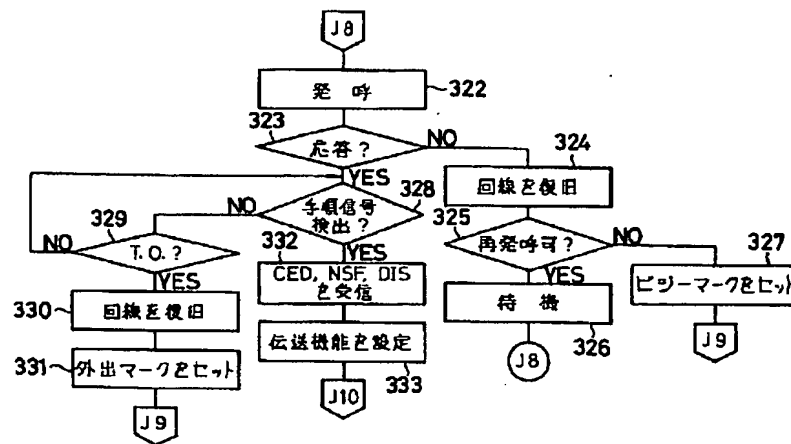 J8
発呼
322
323
応答?
NO
YES
324
回線を復旧
NO
手順信号
検出?
328
YES
325
再発呼可?
NO
YES
329
T.O.?
NO
YES
332
CED, NSF, DIS
を受信
327
ビジーマークをセット
330
回線を復旧
待機
326
伝送機能を設定
333
331
外出マークをセット
J8
J9
J9
J10